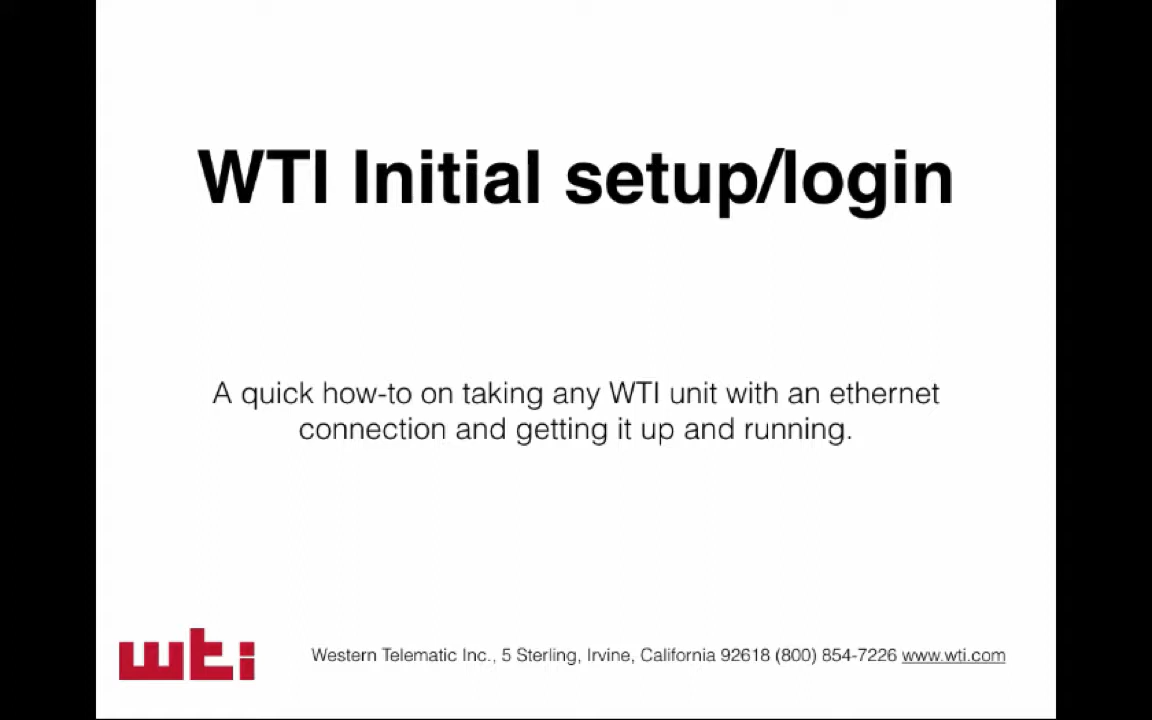 WTI Initial setup/login
A quick how-to on taking any WTI unit with an ethernet
connection and getting it up and running.
wti
Western Telematic Inc., 5 Sterling, Irvine, California 92618 (800) 854-7226 www.wti.com